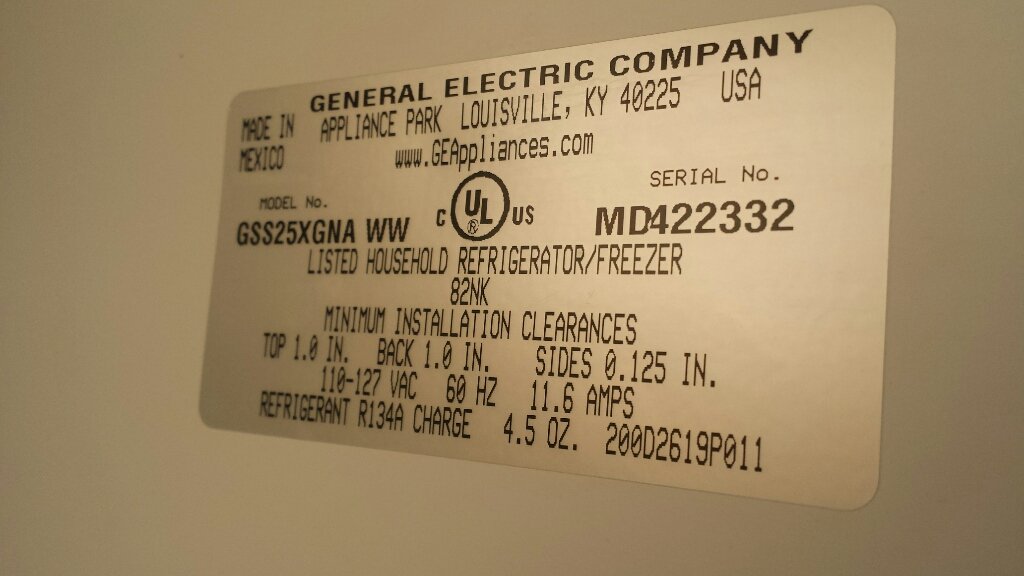 GENERAL ELECTRIC COMPANY
MADE IN APPLIANCE PARK LOUISVILLE, KY 40225 USA
MEXICO www.GEAppliances.com
MODEL No. SERIAL No.
GSS25XGNA WW C UL ® US MD422332
LISTED HOUSEHOLD REFRIGERATOR/FREEZER
82NK
MINIMUM INSTALLATION CLEARANCES
TOP 1.0 IN. BACK 1.0 IN. SIDES 0.125 IN.
110-127 VAC 60 HZ 11.6 AMPS
REFRIGERANT R134A CHARGE 4.5 OZ. 200D2619P011